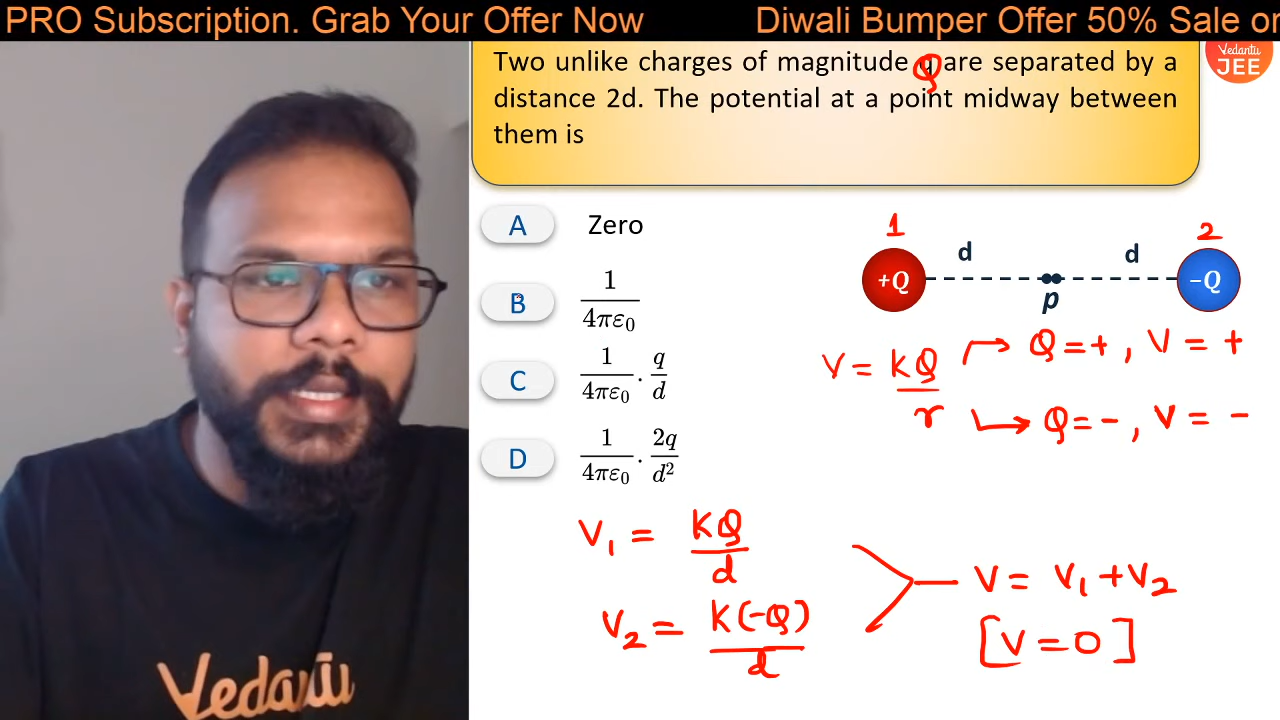 PRO Subscription. Grab Your Offer Now Diwali Bumper Offer 50% Sale on
Vedantu
JEE
Two unlike charges of magnitude q are separated by a
Q
distance 2d. The potential at a point midway between
them is
A Zero
B 1/4πε₀
C 1/4πε₀ · q/d
D 1/4πε₀ · 2q/d²
1 2
d d
+Q −Q
p
V = KQ/r
Q = +, V = +
Q = −, V = −
V₁ = KQ/d
V₂ = K(−Q)/d
V = V₁ + V₂
[V = 0]
Vedantu